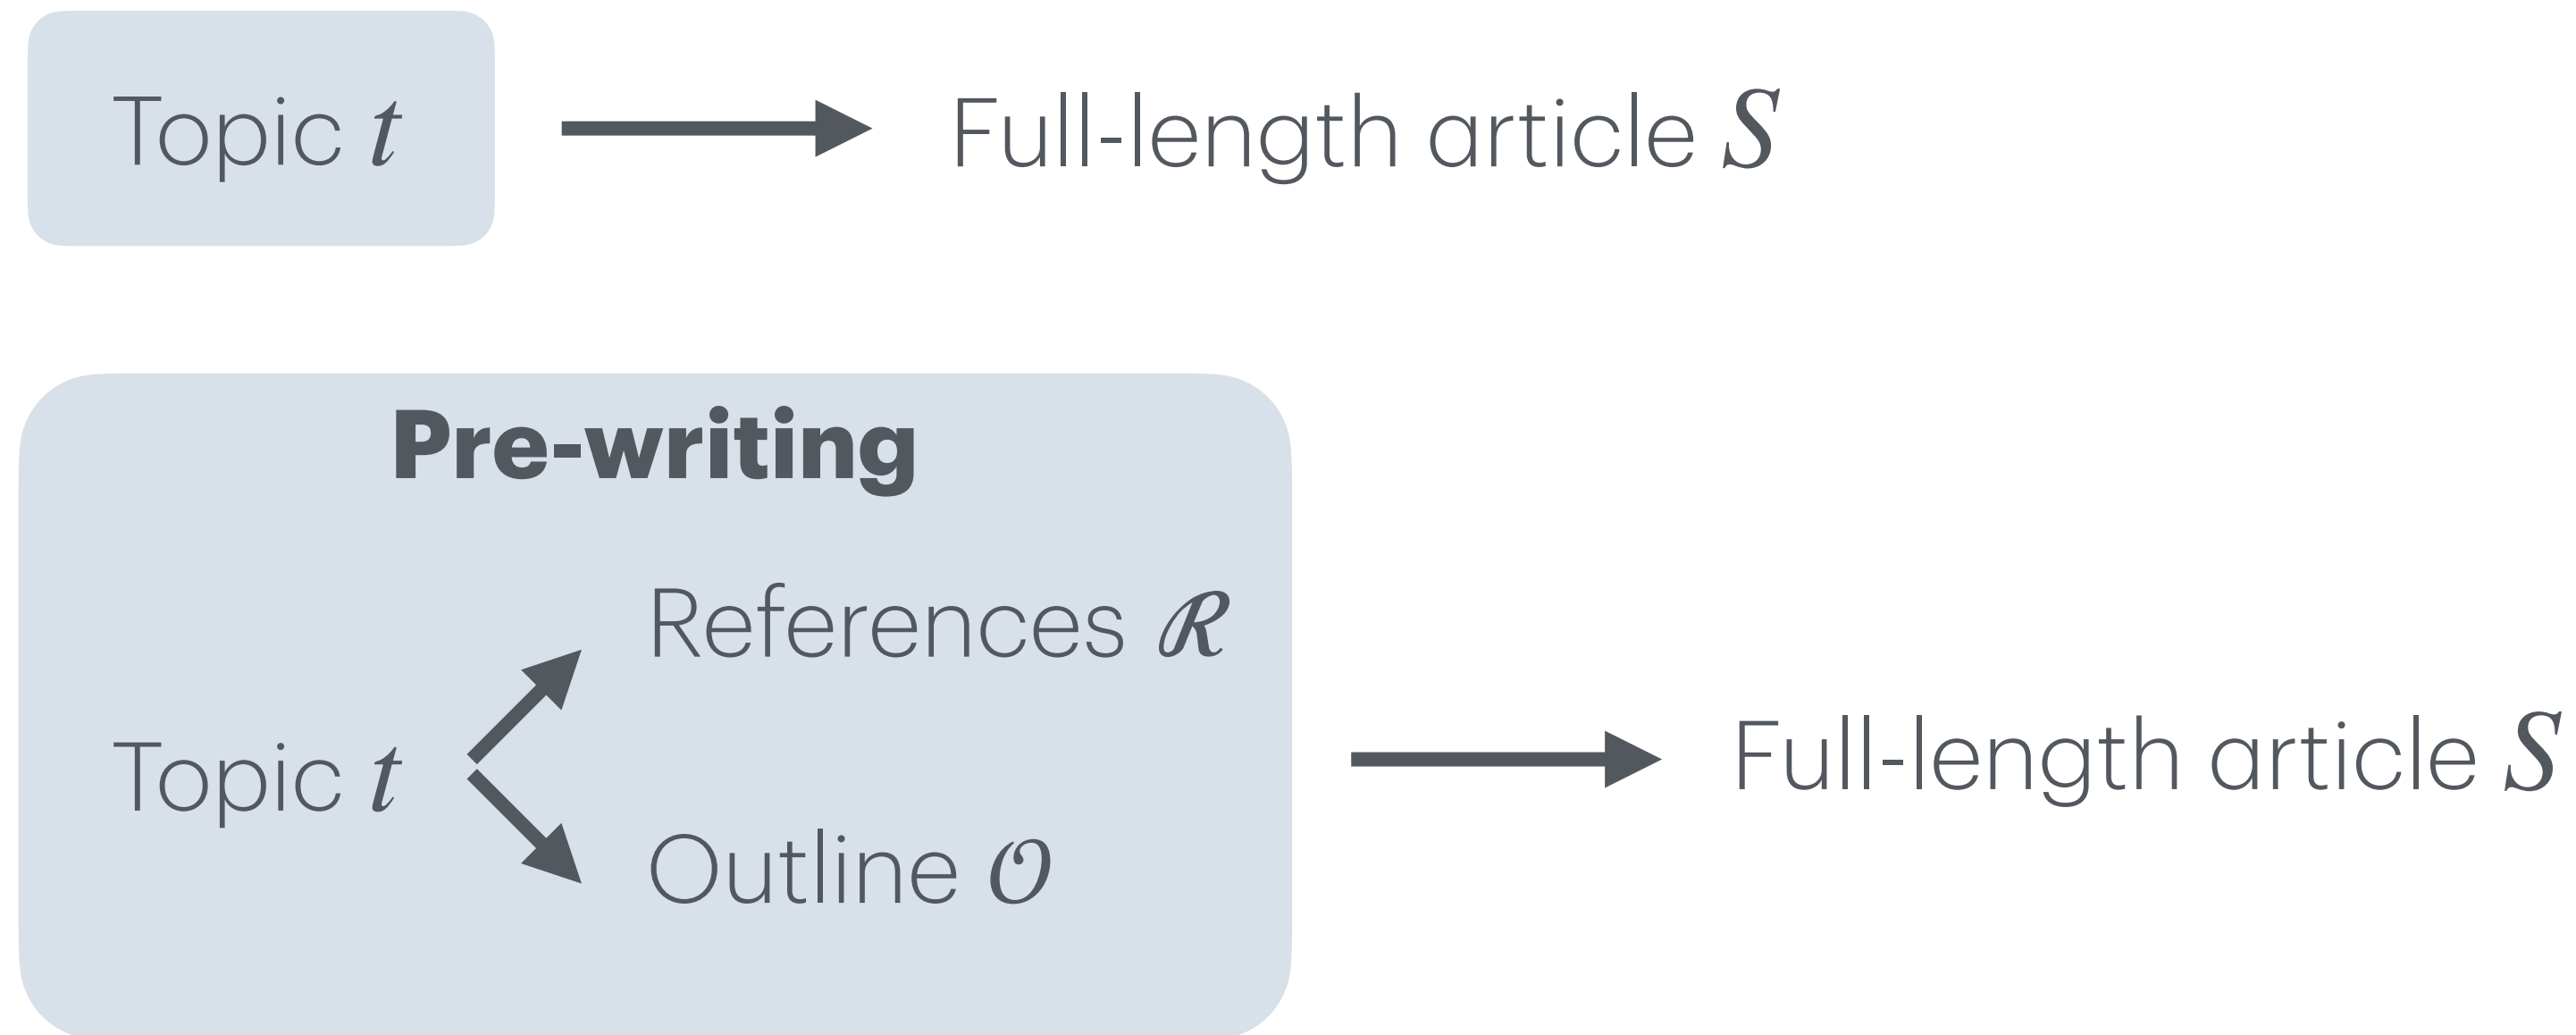 Topic t
Full-length article S
Pre-writing
References ℛ
Topic t
Outline 𝒪
Full-length article S